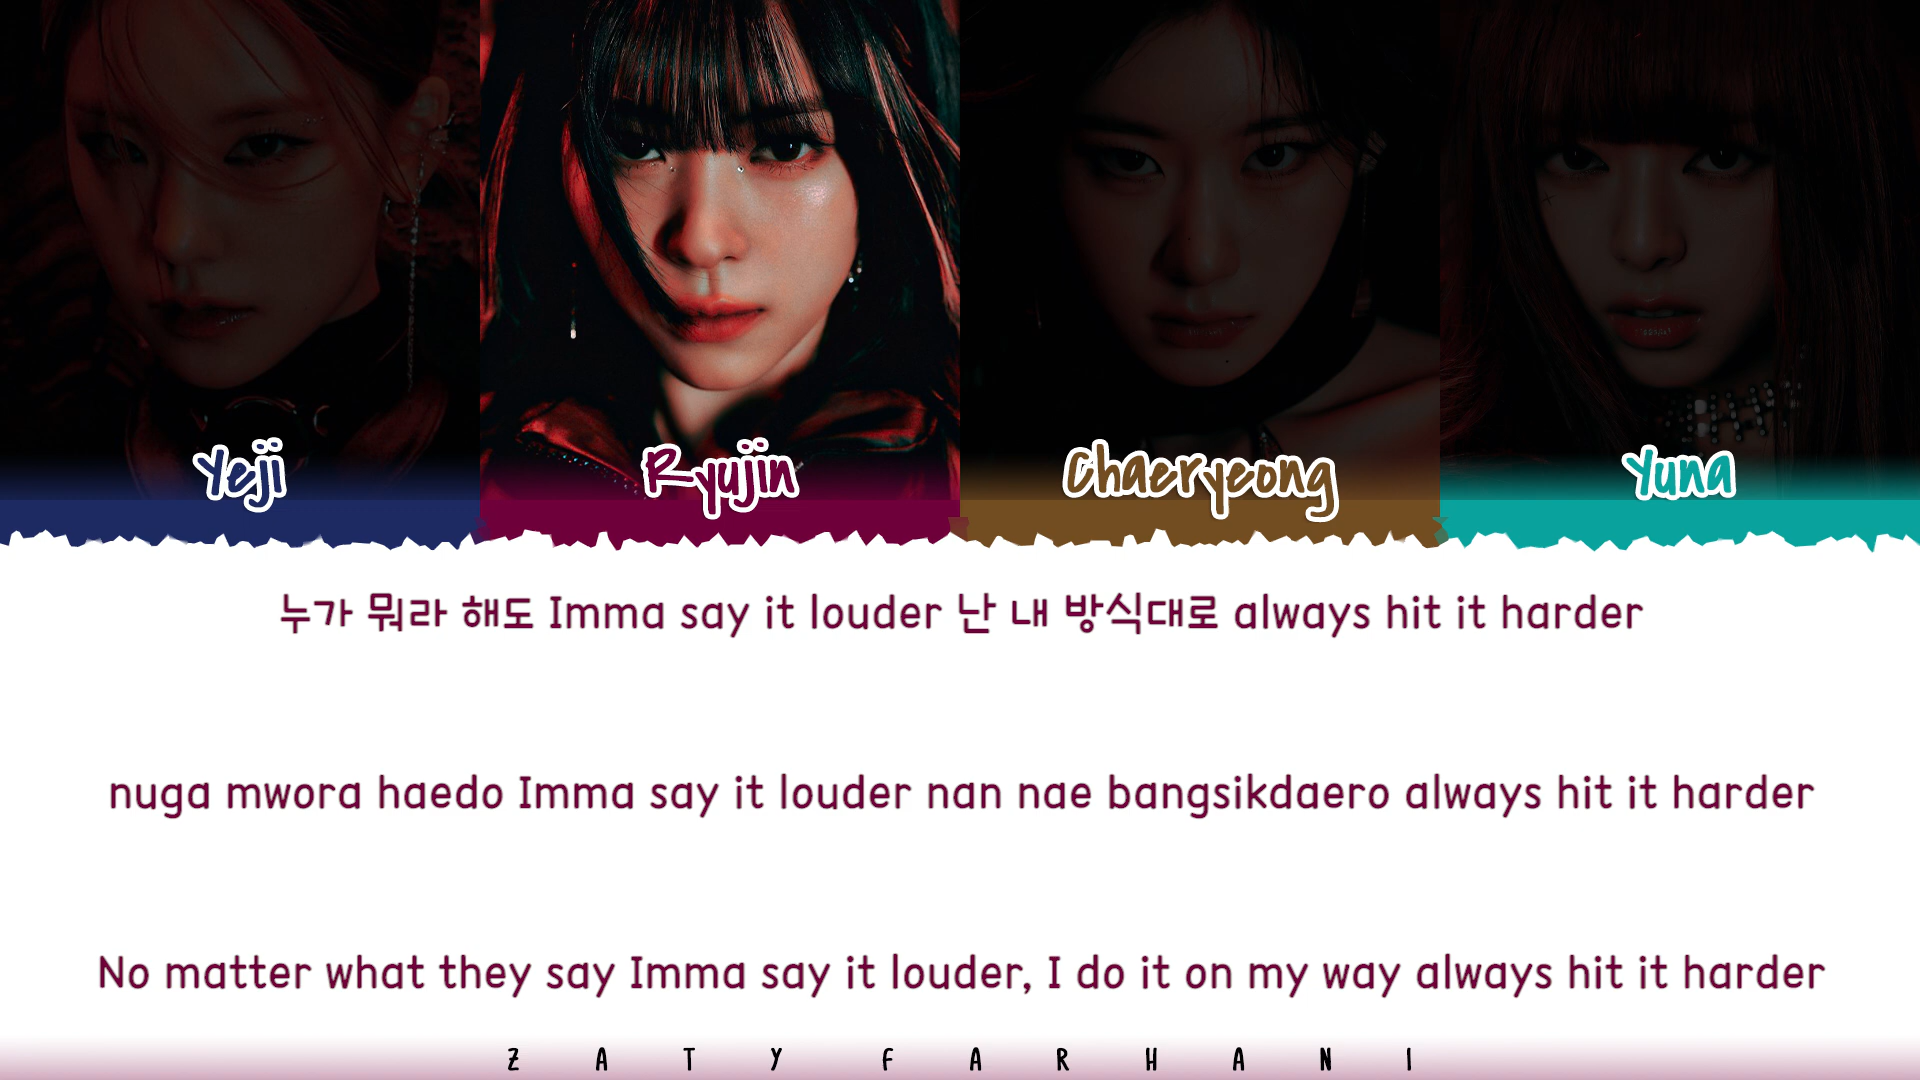 Yeji Ryujin Chaeryeong Yuna
누가 뭐라 해도 Imma say it louder 난 내 방식대로 always hit it harder
nuga mwora haedo Imma say it louder nan nae bangsikdaero always hit it harder
No matter what they say Imma say it louder, I do it on my way always hit it harder
ZATY FARHANI